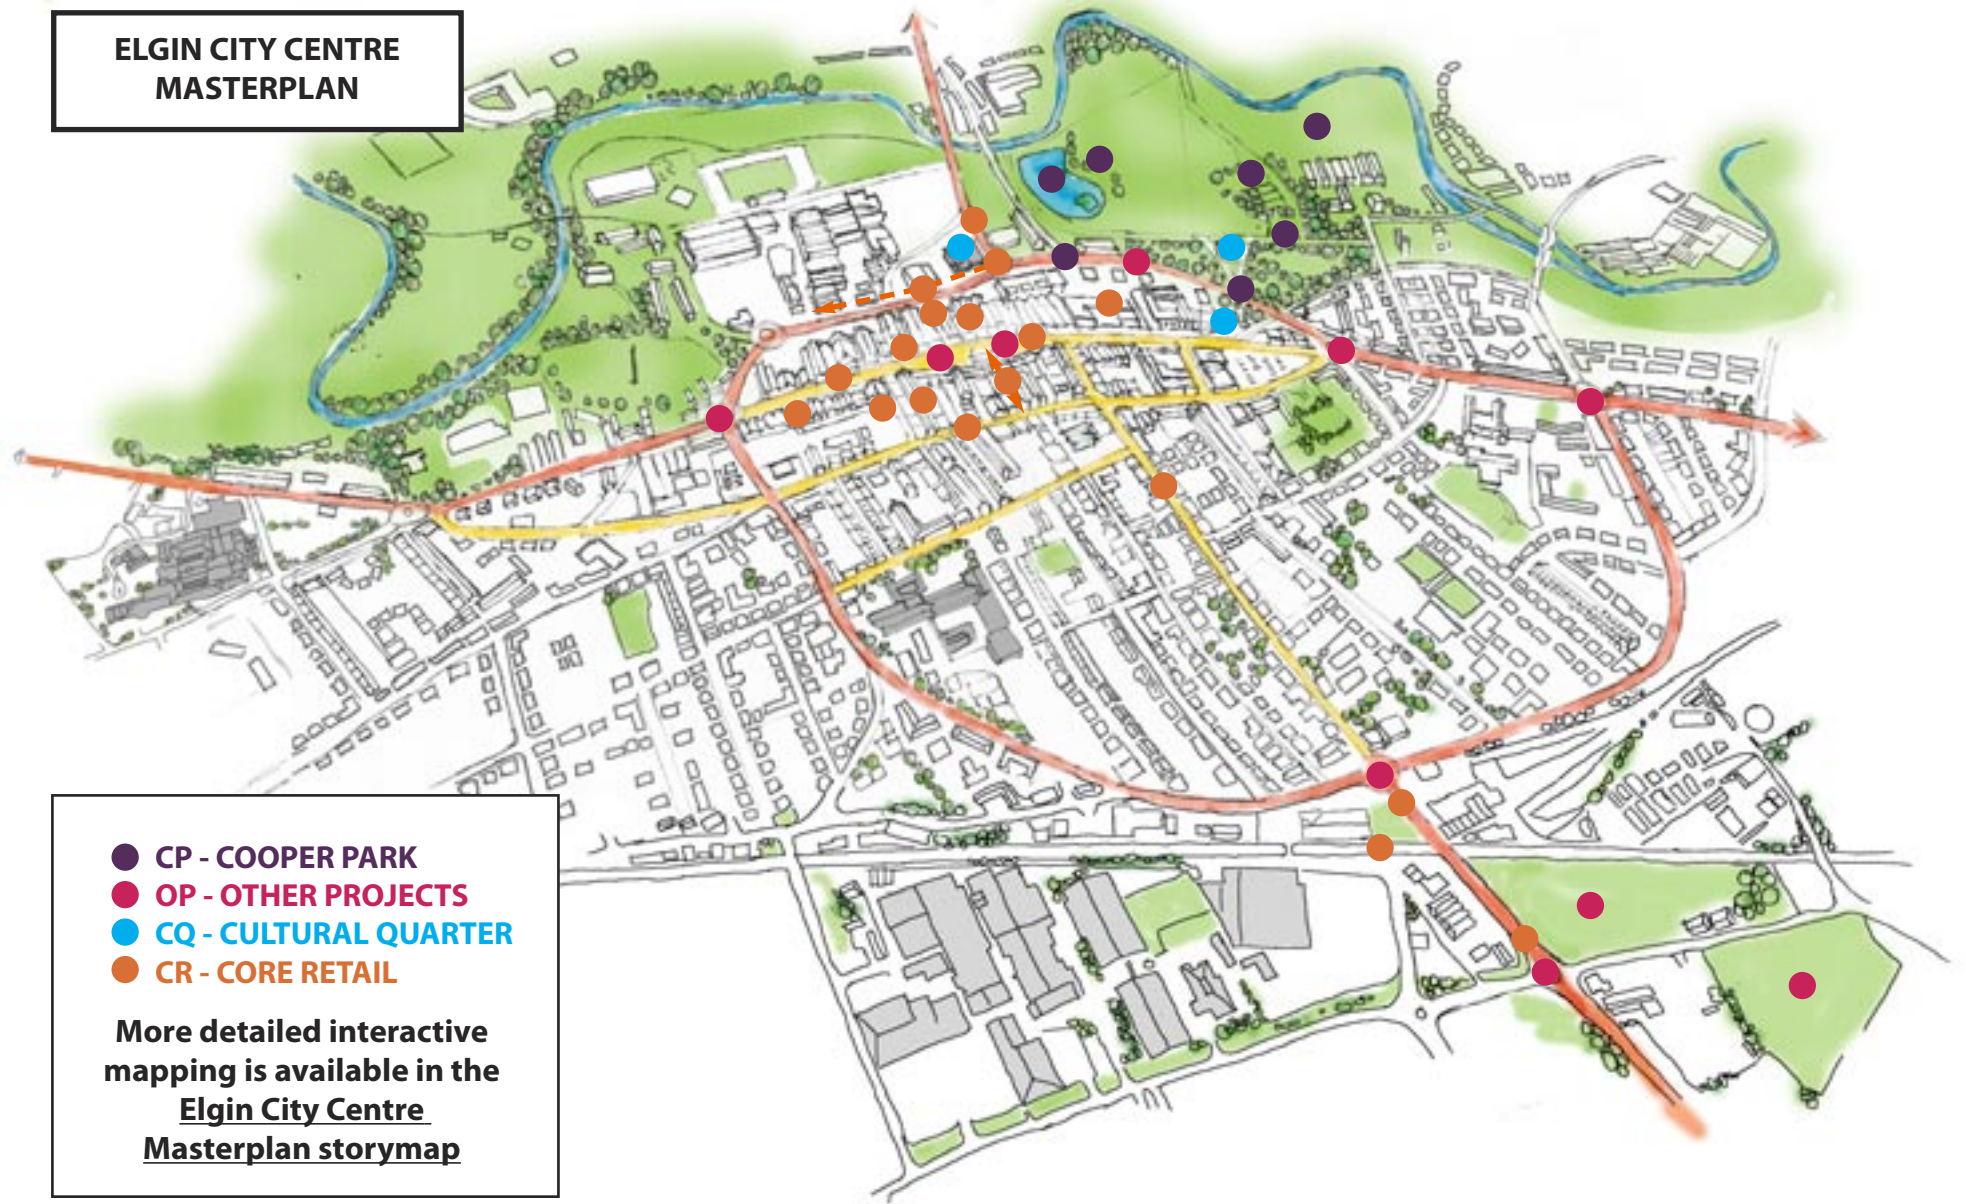 ELGIN CITY CENTRE
MASTERPLAN
CP - COOPER PARK
OP - OTHER PROJECTS
CQ - CULTURAL QUARTER
CR - CORE RETAIL
More detailed interactive
mapping is available in the
Elgin City Centre
Masterplan storymap